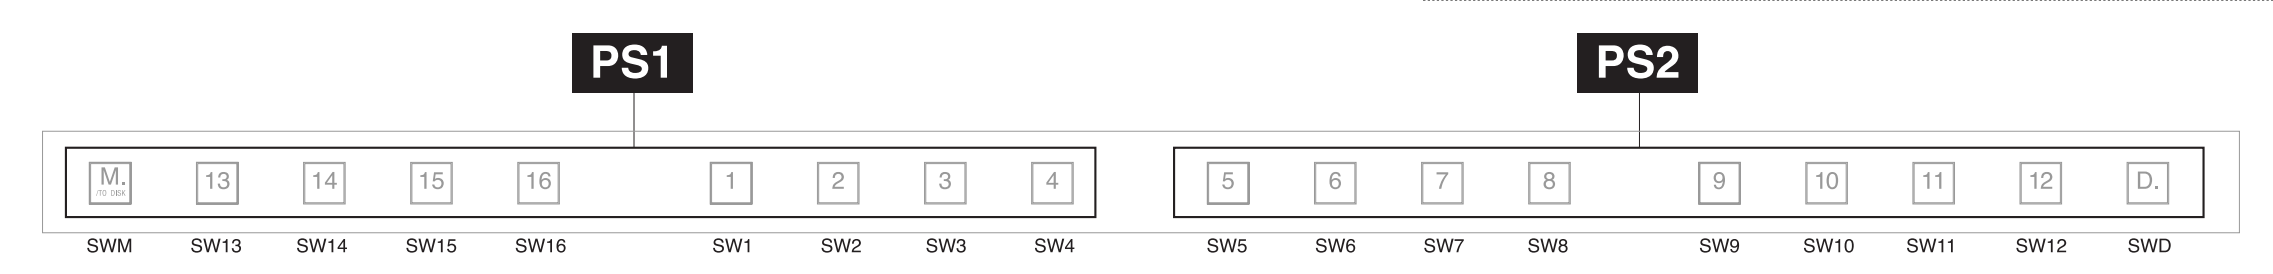 PS1 PS2
M. 13 14 15 16 1 2 3 4 5 6 7 8 9 10 11 12 D.
/TO DISK
SWM SW13 SW14 SW15 SW16 SW1 SW2 SW3 SW4 SW5 SW6 SW7 SW8 SW9 SW10 SW11 SW12 SWD